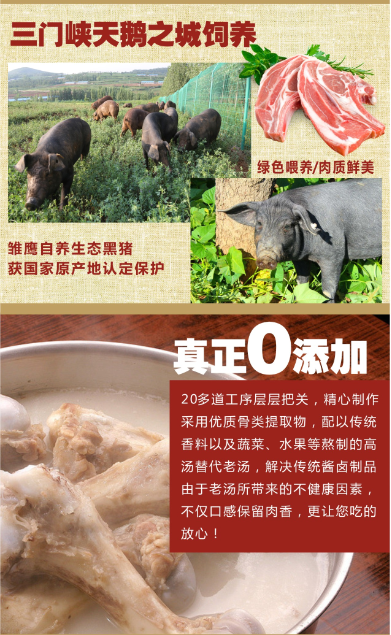 三门峡天鹅之城饲养
绿色喂养/肉质鲜美
雏鹰自养生态黑猪
获国家原产地认定保护
真正0添加
20多道工序层层把关，精心制作
采用优质骨类提取物，配以传统
香料以及蔬菜、水果等熬制的高
汤替代老汤，解决传统酱卤制品
由于老汤所带来的不健康因素，
不仅口感保留肉香，更让您吃的
放心！